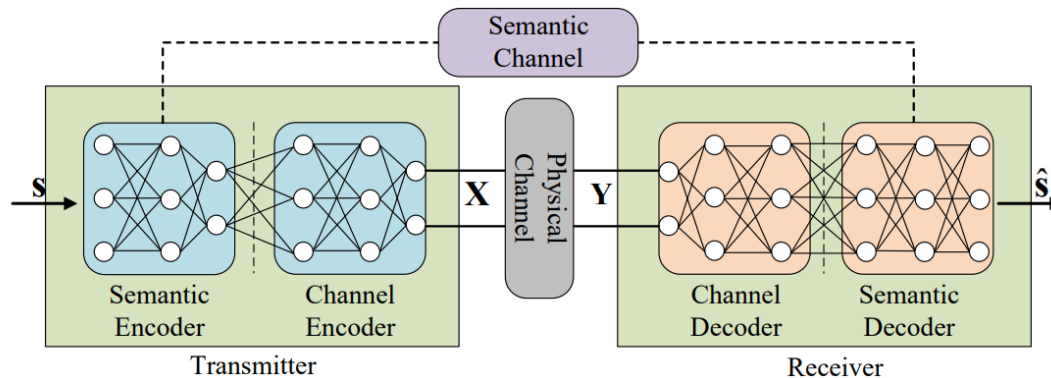 Semantic
Channel
s
X
Physical
Channel
Y
ŝ
Semantic
Encoder
Channel
Encoder
Channel
Decoder
Semantic
Decoder
Transmitter
Receiver